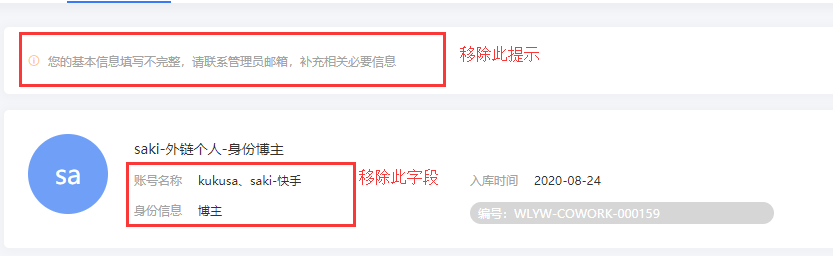 您的基本信息填写不完整，请联系管理员邮箱，补充相关必要信息
移除此提示
sa
saki-外链个人-身份博主
账号名称 kukusa、saki-快手
移除此字段
入库时间 2020-08-24
身份信息 博主
编号：WLYW-COWORK-000159